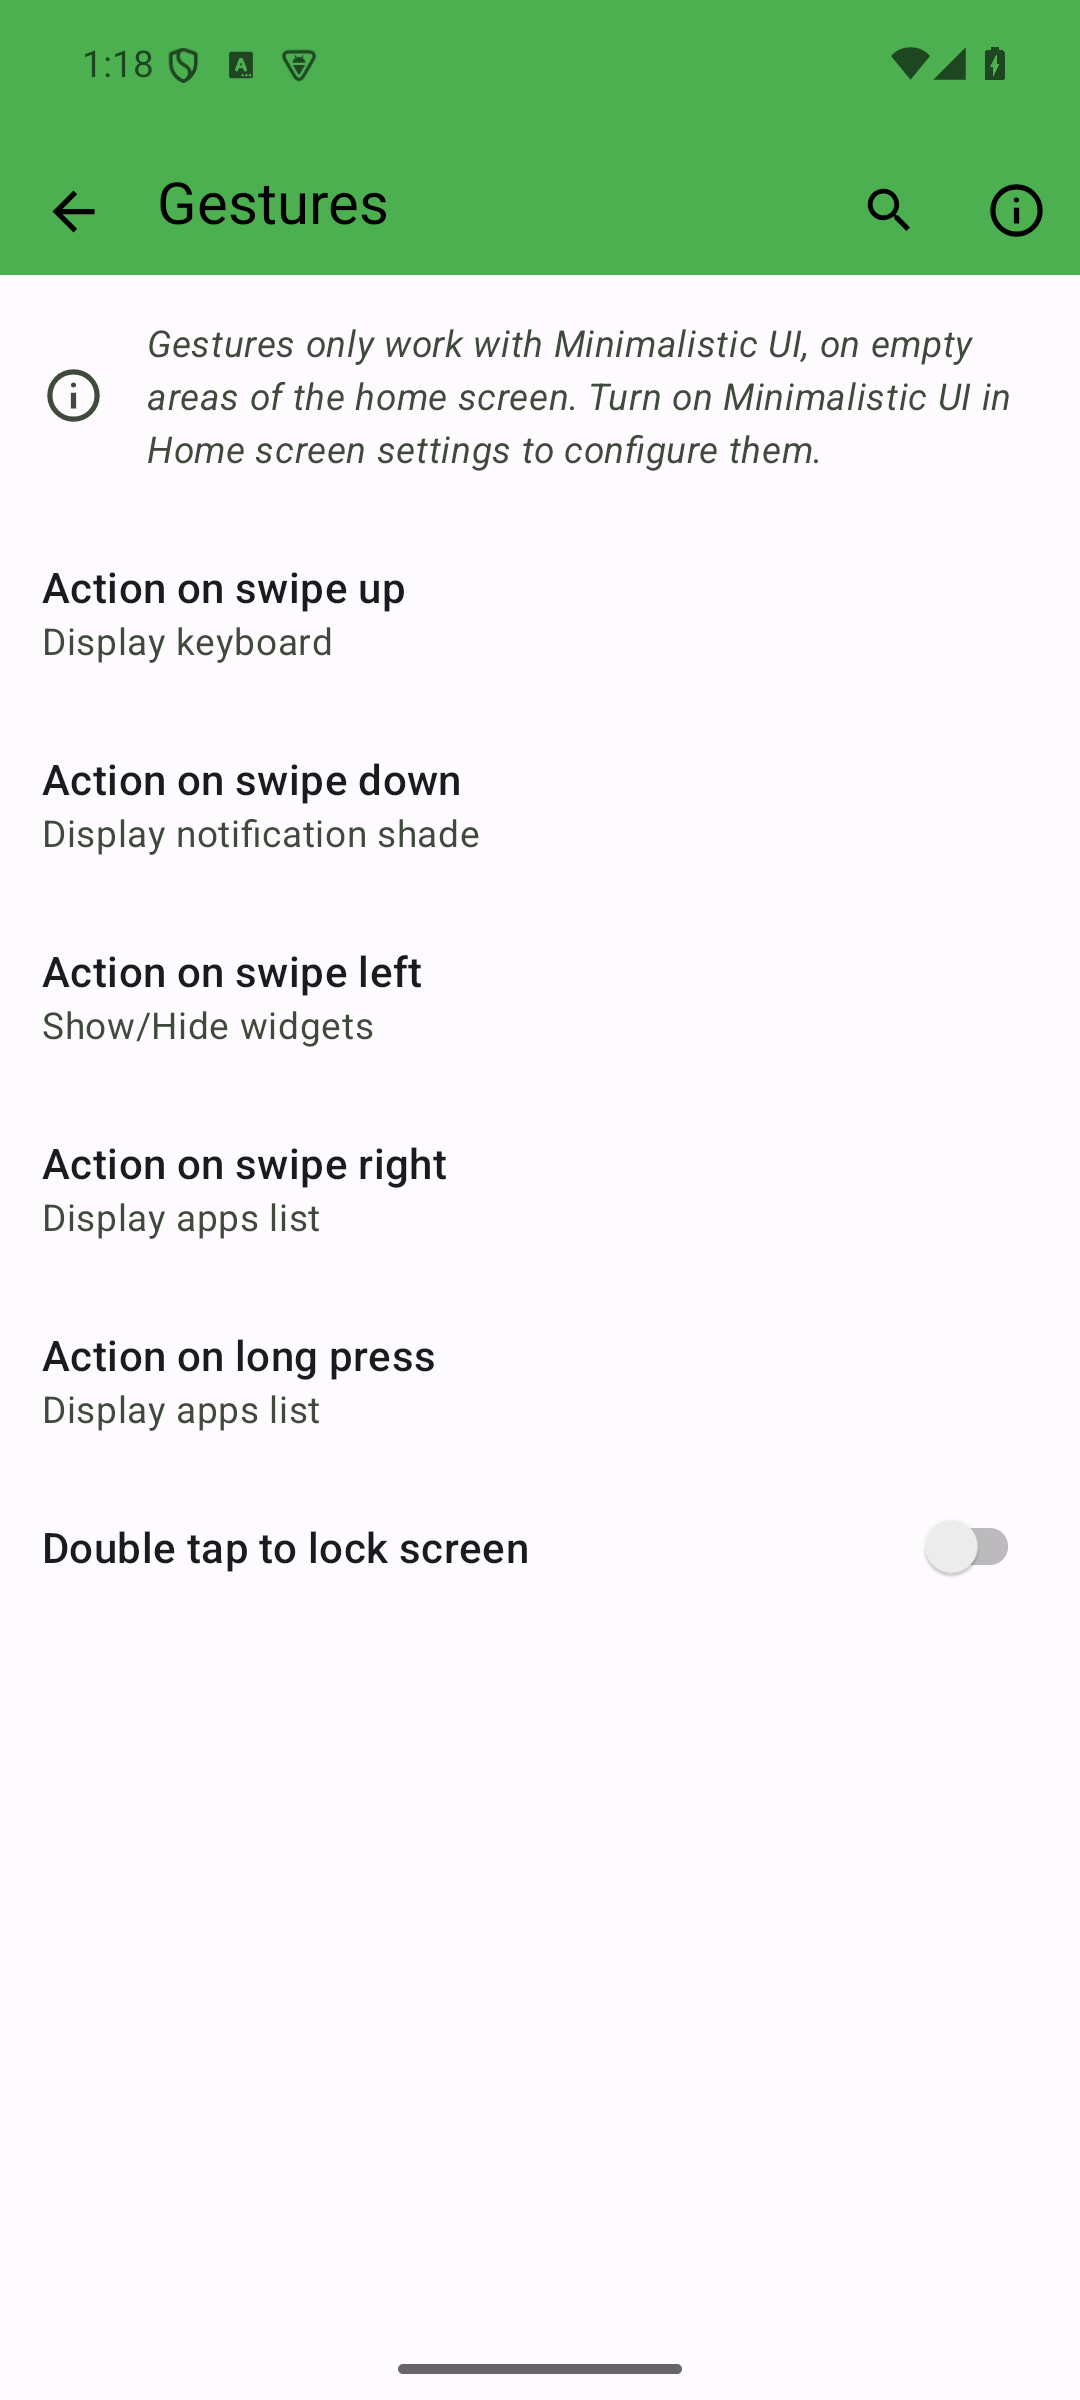 1:18
Gestures
Gestures only work with Minimalistic UI, on empty
areas of the home screen. Turn on Minimalistic UI in
Home screen settings to configure them.
Action on swipe up
Display keyboard
Action on swipe down
Display notification shade
Action on swipe left
Show/Hide widgets
Action on swipe right
Display apps list
Action on long press
Display apps list
Double tap to lock screen